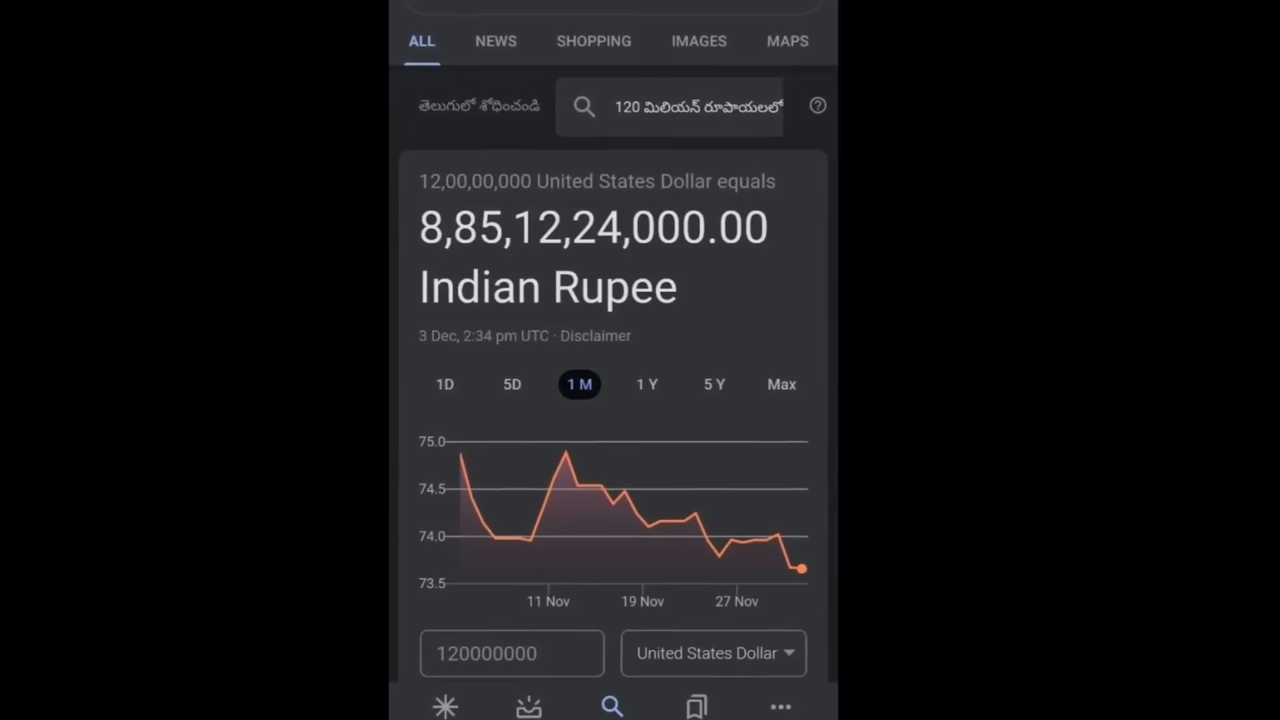 ALL NEWS SHOPPING IMAGES MAPS
తెలుగులో శోధించండి 120 మిలియన్ రూపాయలలో
12,00,00,000 United States Dollar equals
8,85,12,24,000.00
Indian Rupee
3 Dec, 2:34 pm UTC · Disclaimer
1D 5D 1 M 1 Y 5 Y Max
75.0
74.5
74.0
73.5
11 Nov 19 Nov 27 Nov
120000000 United States Dollar